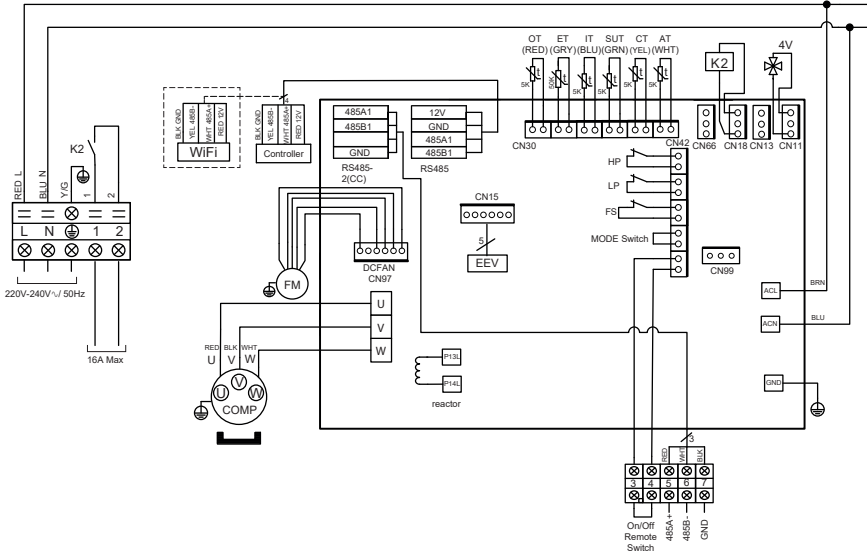 OT ET IT SUT CT AT
(RED) (GRY) (BLU) (GRN) (YEL) (WHT)
5K 50K 5K 5K 5K 5K
t t t t t t
K2
4V
CN30
CN42
CN66 CN18 CN13 CN11
BLK GND
YEL 485B-
WHT 485A+
RED 12V
WiFi
4
BLK GND
YEL 485B-
WHT 485A+
RED 12V
Controller
485A1
485B1
GND
RS485-
2(CC)
12V
GND
485A1
485B1
RS485
K2
RED L
BLU N
Y/G
1
2
L N 1 2
220V-240V∿/ 50Hz
16A Max
HP
LP
FS
MODE Switch
CN15
5
EEV
CN99
DCFAN
CN97
FM
ACL
BRN
ACN
BLU
GND
U
V
W
RED BLK WHT
U V W
U V W
COMP
P13L
P14L
reactor
3
RED
WHT
BLK
3 4 5 6 7
On/Off
Remote
Switch
485A+
485B-
GND